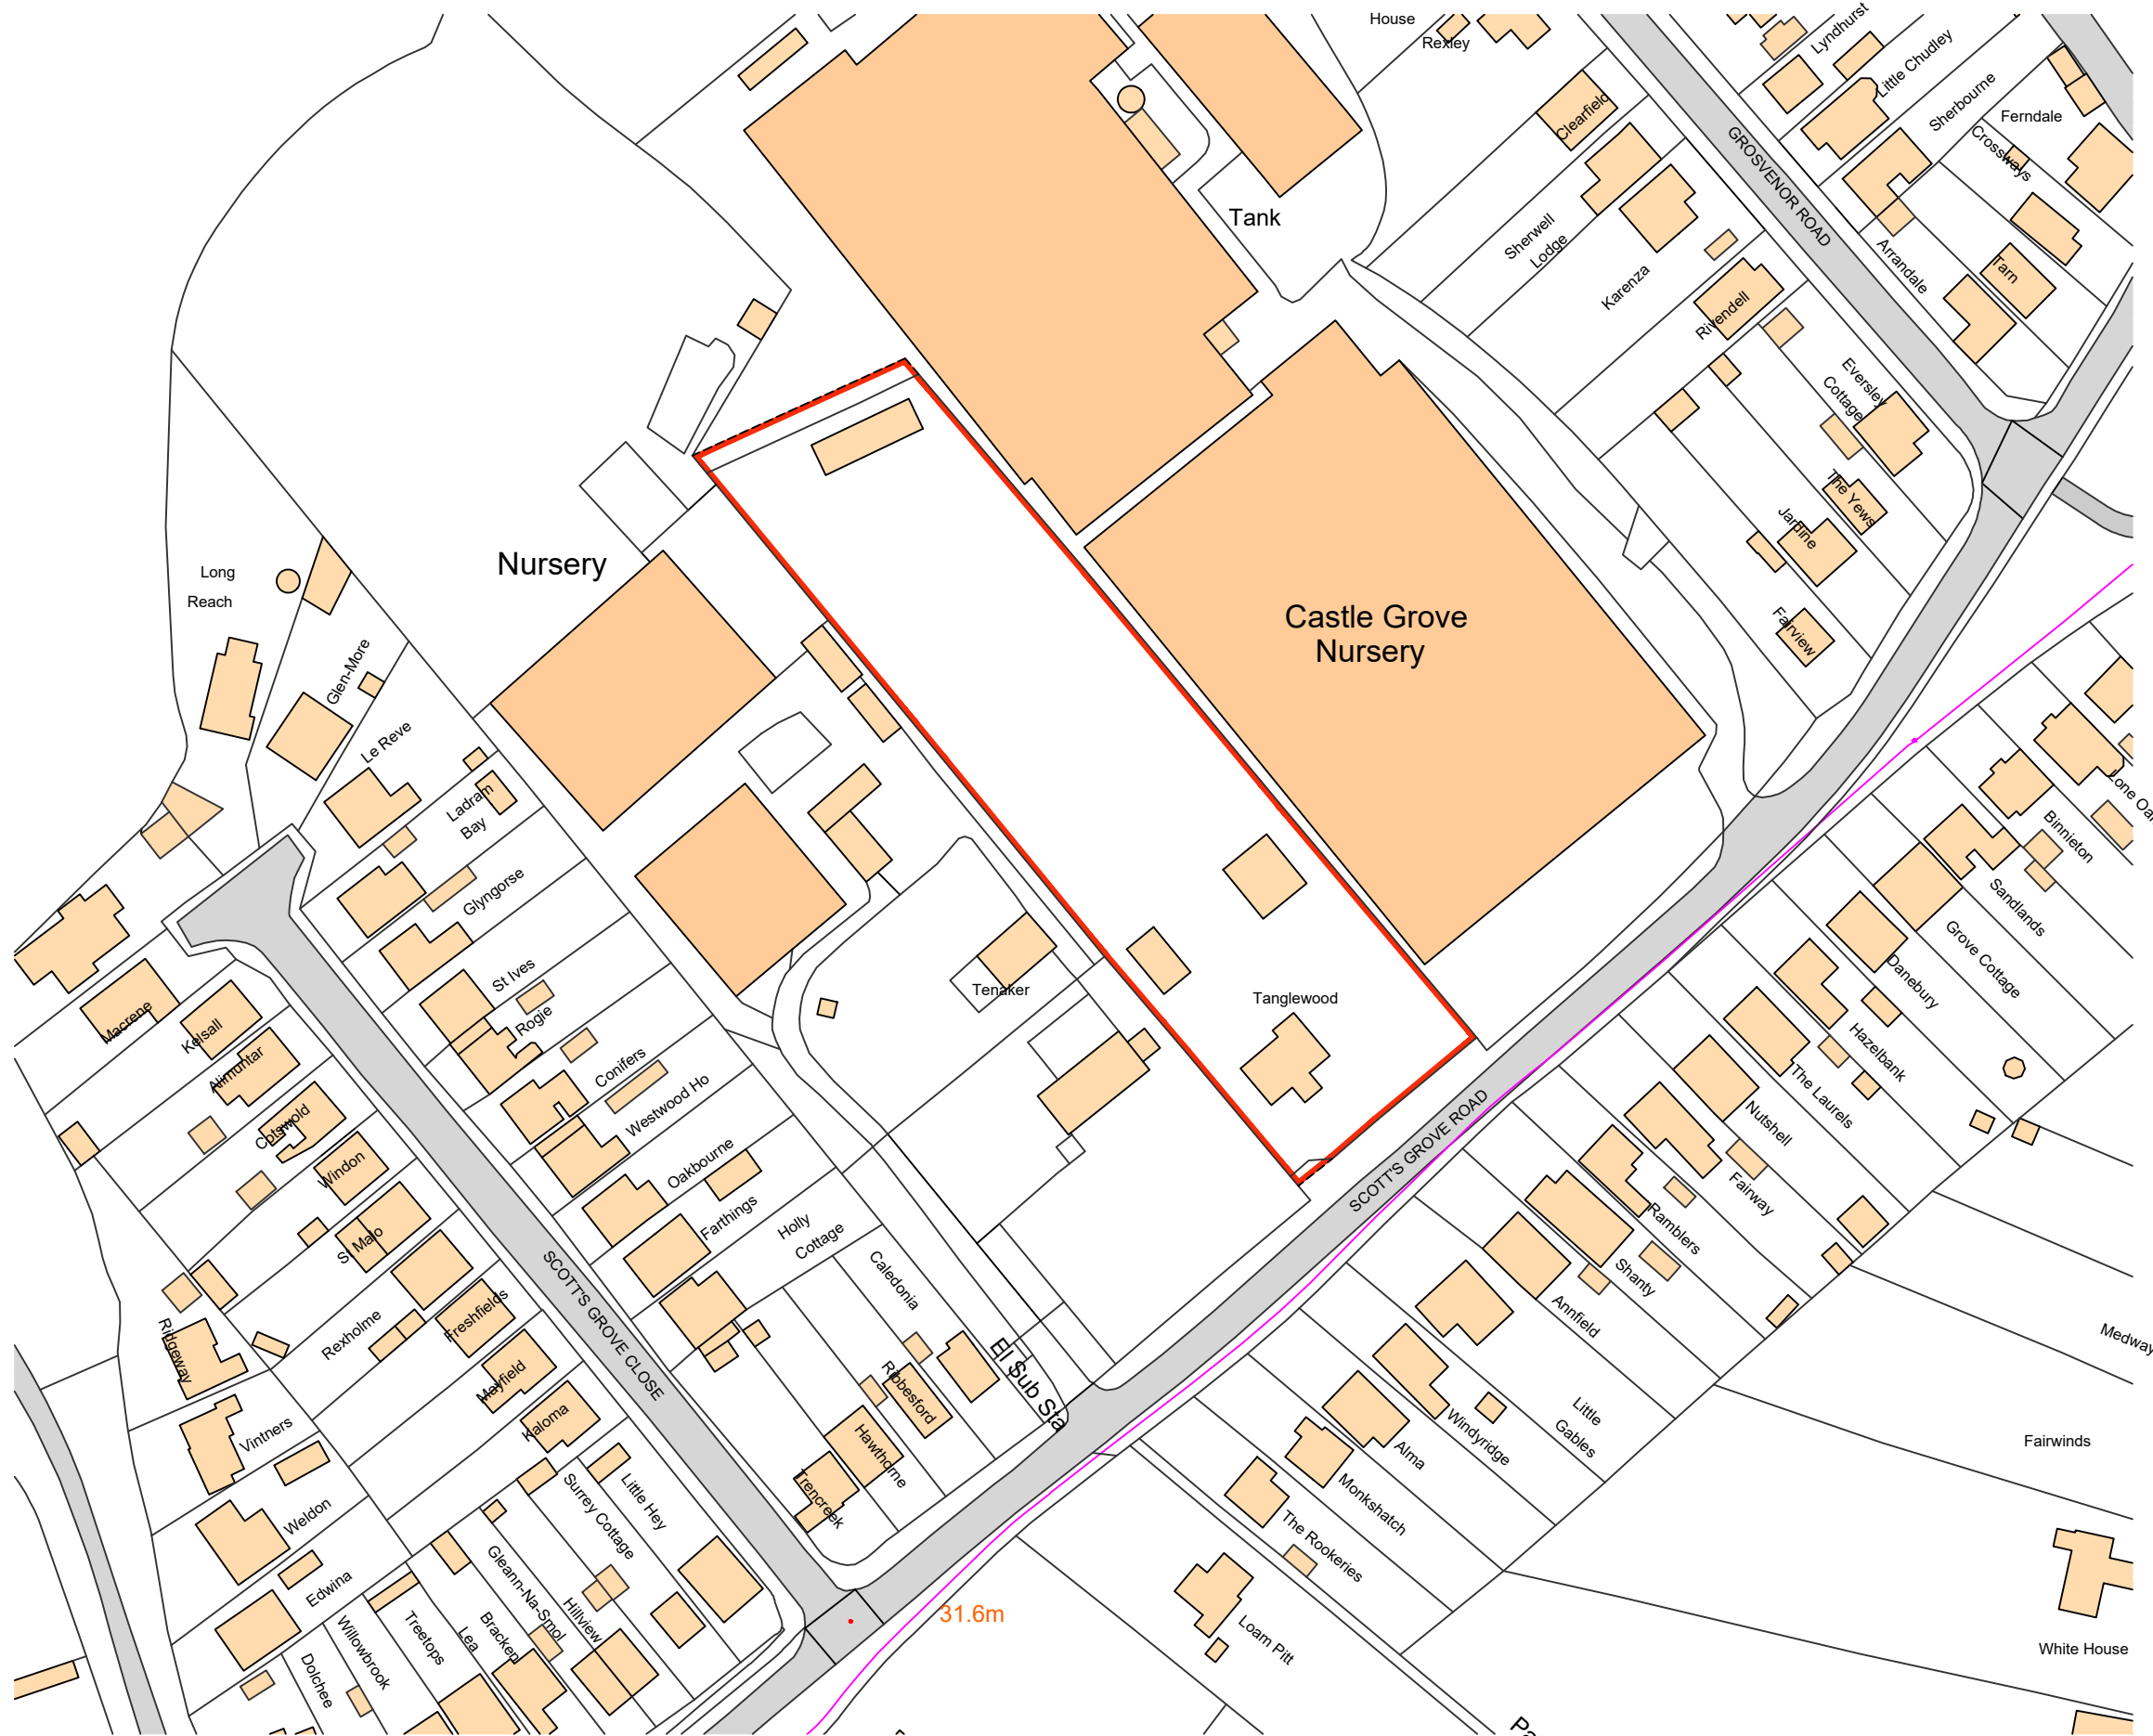 House
Rexley
Lyndhurst
Little Chudley
Sherbourne
Ferndale
Crossways
Clearfield
GROSVENOR ROAD
Tank
Sherwell
Lodge
Karenza
Arrandale
Tarn
Rivendell
Eversley
Cottage
The Yews
Jardine
Fairview
Nursery
Long
Reach
Castle Grove
Nursery
Glen-More
Le Reve
Ladram
Bay
Glyngorse
St Ives
Rogie
Conifers
Westwood Ho
Oakbourne
Farthings
Holly
Cottage
Caledonia
Tenaker
Tanglewood
Binnieton
Sandlands
Grove Cottage
Danebury
Hazelbank
The Laurels
Nutshell
Fairway
Ramblers
Shanty
Annfield
Little
Gables
Windyridge
Alma
Monkshatch
The Rookeries
SCOTT'S GROVE ROAD
Macrene
Kelsall
Alimuntar
Cotswold
Windon
St Malo
Rexholme
Freshfields
Mayfield
Kaloma
Ridgeway
Vintners
Weldon
Edwina
SCOTT'S GROVE CLOSE
El Sub Sta
Ribbesford
Hawthorne
Trencreek
Little Hey
Surrey Cottage
Gleann-Na-Smol
Hillview
Bracken
Lea
Treetops
Willowbrook
Dolchee
31.6m
Loam Pitt
Medway
Fairwinds
White House